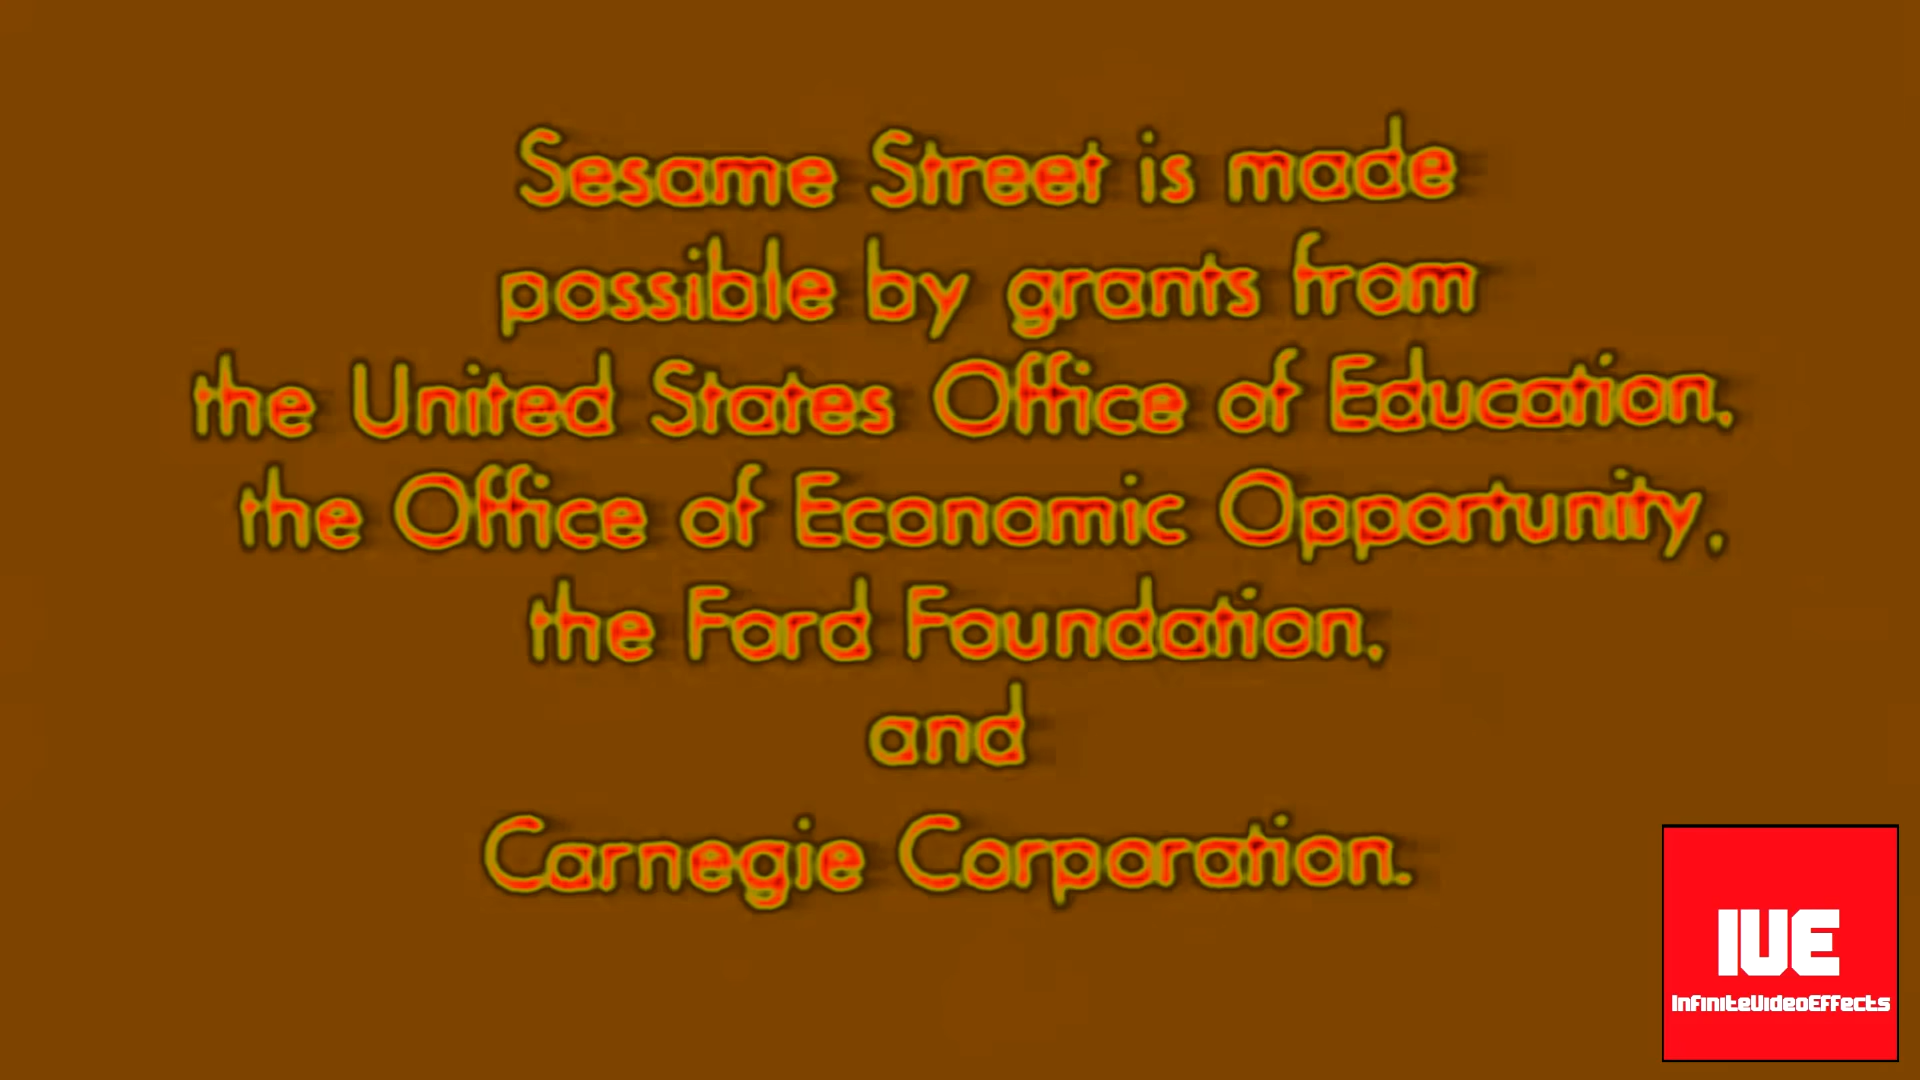 Sesame Street is made
possible by grants from
the United States Office of Education,
the Office of Economic Opportunity,
the Ford Foundation,
and
Carnegie Corporation.
IVE
InfiniteVideoEffects